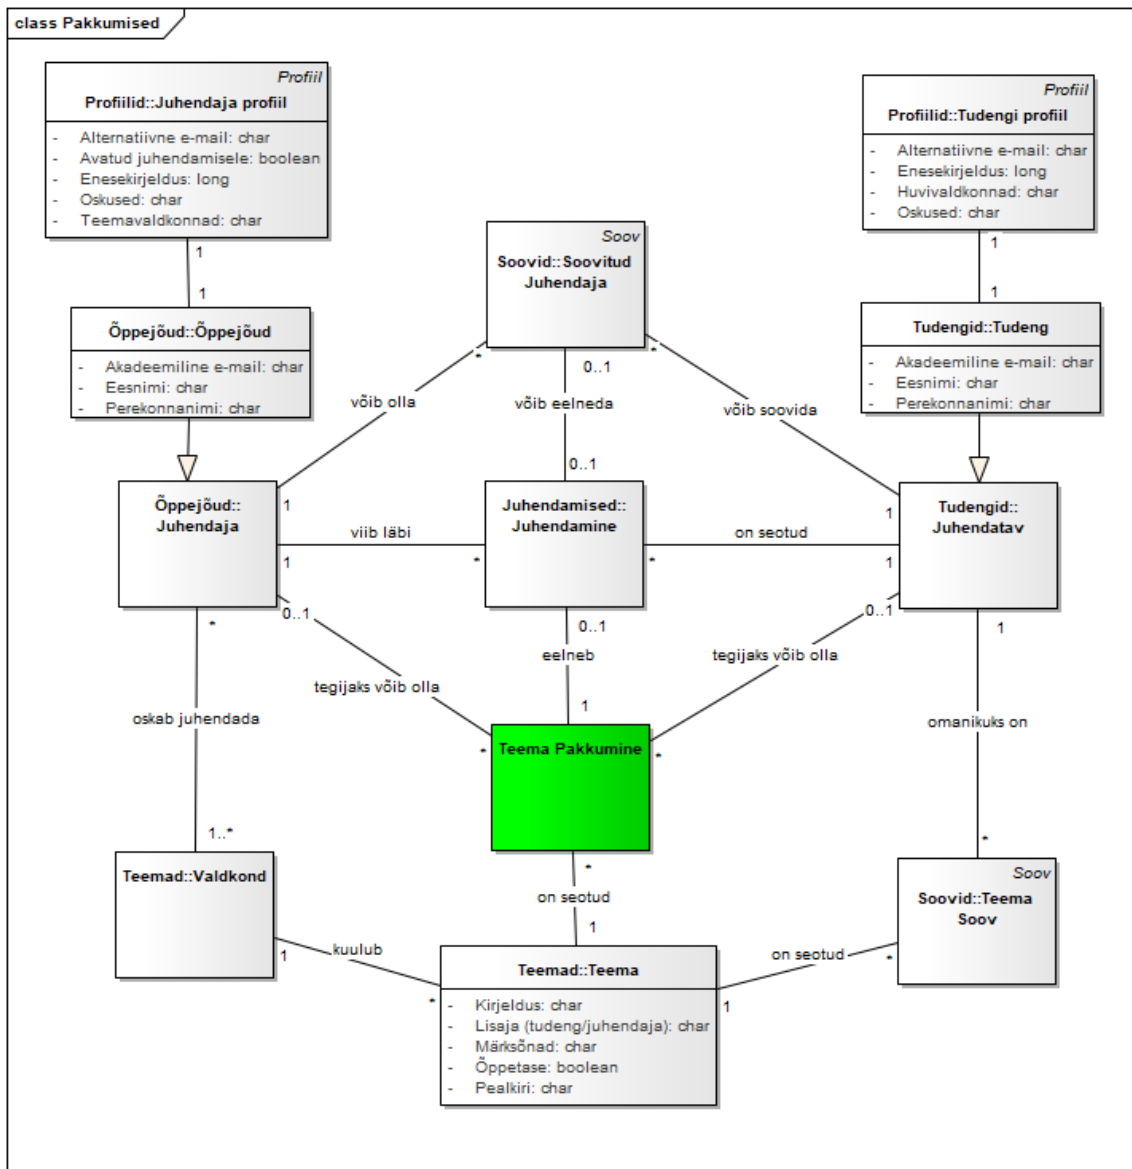 class Pakkumised
Profiil
Profiilid::Juhendaja profiil
- Alternatiivne e-mail: char
- Avatud juhendamisele: boolean
- Enesekirjeldus: long
- Oskused: char
- Teemavaldkonnad: char
Profiil
Profiilid::Tudengi profiil
- Alternatiivne e-mail: char
- Enesekirjeldus: long
- Huvivaldkonnad: char
- Oskused: char
Soov
Soovid::Soovitud
Juhendaja
1
1
1
1
Õppejõud::Õppejõud
- Akadeemiline e-mail: char
- Eesnimi: char
- Perekonnanimi: char
Tudengid::Tudeng
- Akadeemiline e-mail: char
- Eesnimi: char
- Perekonnanimi: char
*
0..1
*
võib olla
võib eelneda
võib soovida
1
0..1
1
Õppejõud::
Juhendaja
Juhendamised::
Juhendamine
Tudengid::
Juhendatav
viib läbi
on seotud
1
*
*
1
0..1
0..1
0..1
*
1
tegijaks võib olla
eelneb
tegijaks võib olla
oskab juhendada
omanikuks on
*
1
*
Teema Pakkumine
1..*
*
*
Teemad::Valdkond
Soov
Soovid::Teema
Soov
on seotud
1
kuulub
on seotud
1
*
1
*
Teemad::Teema
- Kirjeldus: char
- Lisaja (tudeng/juhendaja): char
- Märksõnad: char
- Õppetase: boolean
- Pealkiri: char